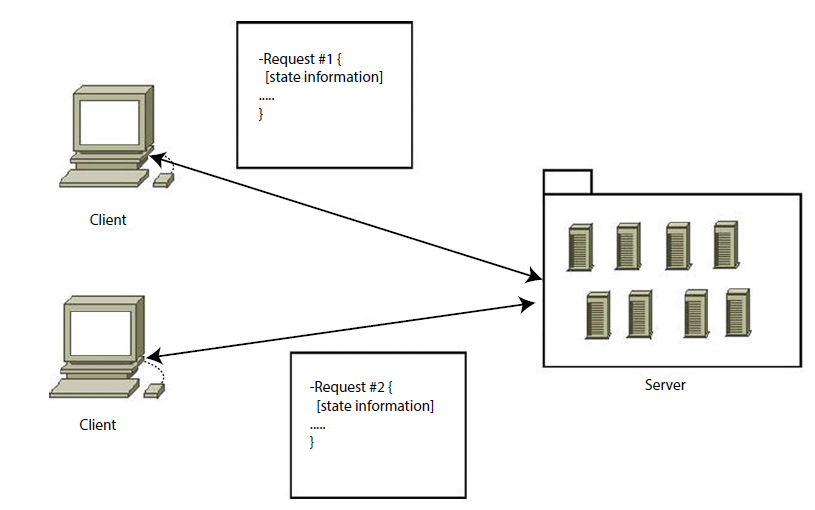 -Request #1 {
[state information]
.....
}
Client
Server
-Request #2 {
[state information]
.....
}
Client